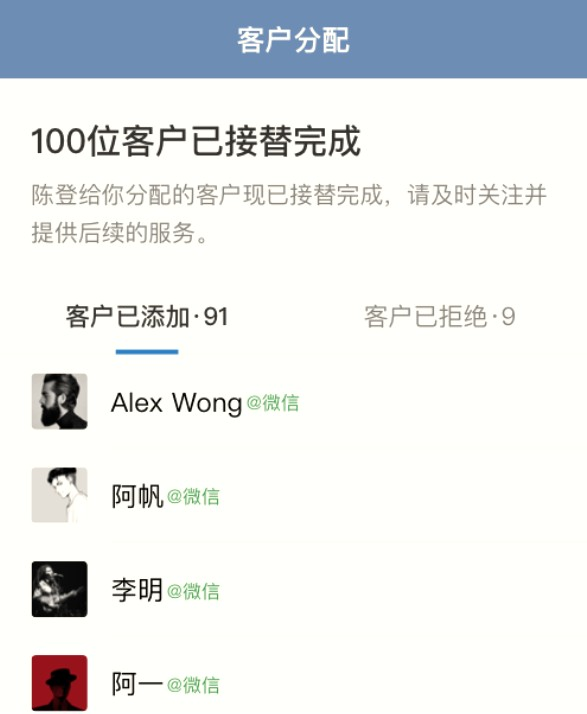 客户分配
100位客户已接替完成
陈登给你分配的客户现已接替完成，请及时关注并
提供后续的服务。
客户已添加·91 客户已拒绝·9
Alex Wong @微信
阿帆 @微信
李明 @微信
阿一 @微信